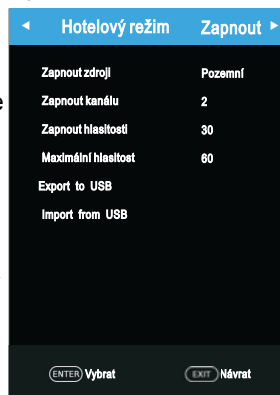 Hotelový režim Zapnout
Zapnout zdroji Pozemní
Zapnout kanálu 2
Zapnout hlasitosti 30
Maximální hlasitost 60
Export to USB
Import from USB
ENTER Vybrat EXIT Návrat